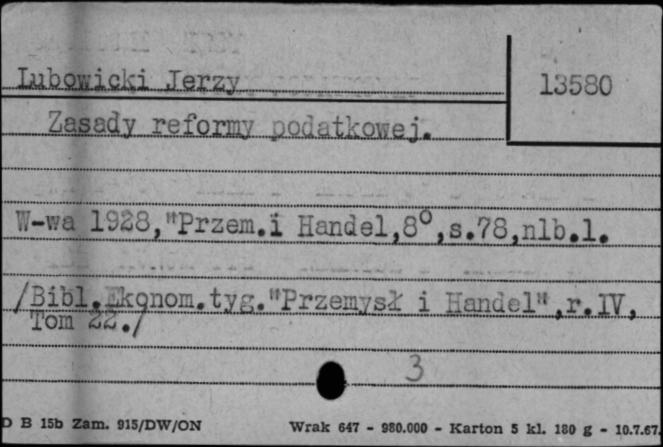 Lubowicki Jerzy
13580
Zasady reformy podatkowej.
W-wa 1928,"Przem.i Handel,8°,s.78,nlb.1.
/Bibl.Ekonom.tyg."Przemysł i Handel",r.IV,
Tom 22./
3
D B 15b Zam. 915/DW/ON Wrak 647 - 980.000 - Karton 5 kl. 180 g - 10.7.67